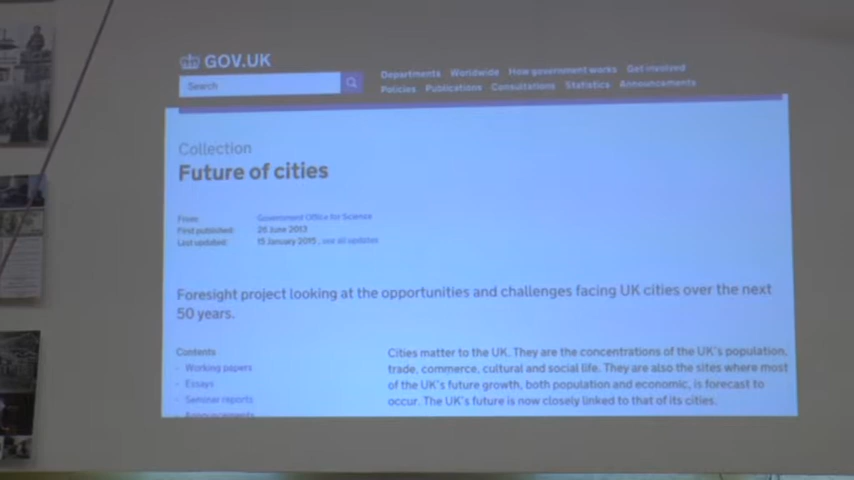 GOV.UK
Search
Departments Worldwide How government works Get involved
Policies Publications Consultations Statistics Announcements
Collection
Future of cities
From: Government Office for Science
First published: 26 June 2013
Last updated: 15 January 2015, see all updates
Foresight project looking at the opportunities and challenges facing UK cities over the next
50 years.
Contents
- Working papers
- Essays
- Seminar reports
- Announcements
Cities matter to the UK. They are the concentrations of the UK's population,
trade, commerce, cultural and social life. They are also the sites where most
of the UK's future growth, both population and economic, is forecast to
occur. The UK's future is now closely linked to that of its cities.